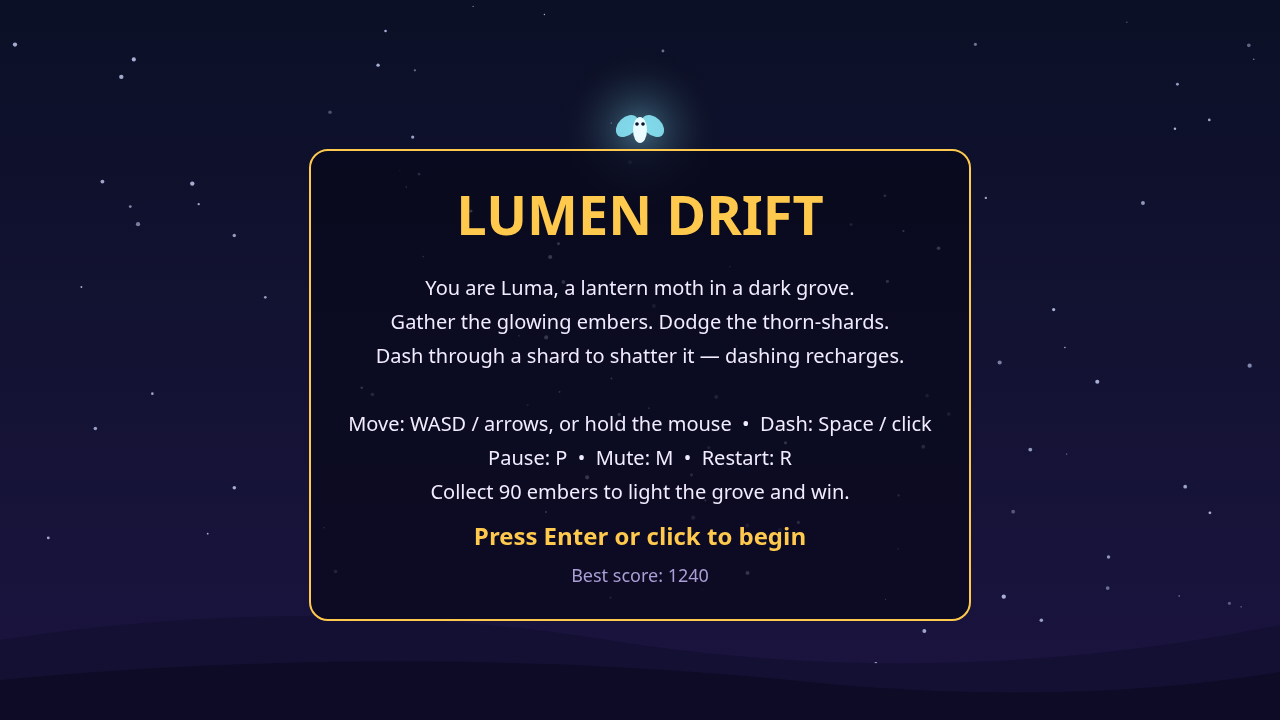 LUMEN DRIFT
You are Luma, a lantern moth in a dark grove.
Gather the glowing embers. Dodge the thorn-shards.
Dash through a shard to shatter it — dashing recharges.
Move: WASD / arrows, or hold the mouse • Dash: Space / click
Pause: P • Mute: M • Restart: R
Collect 90 embers to light the grove and win.
Press Enter or click to begin
Best score: 1240